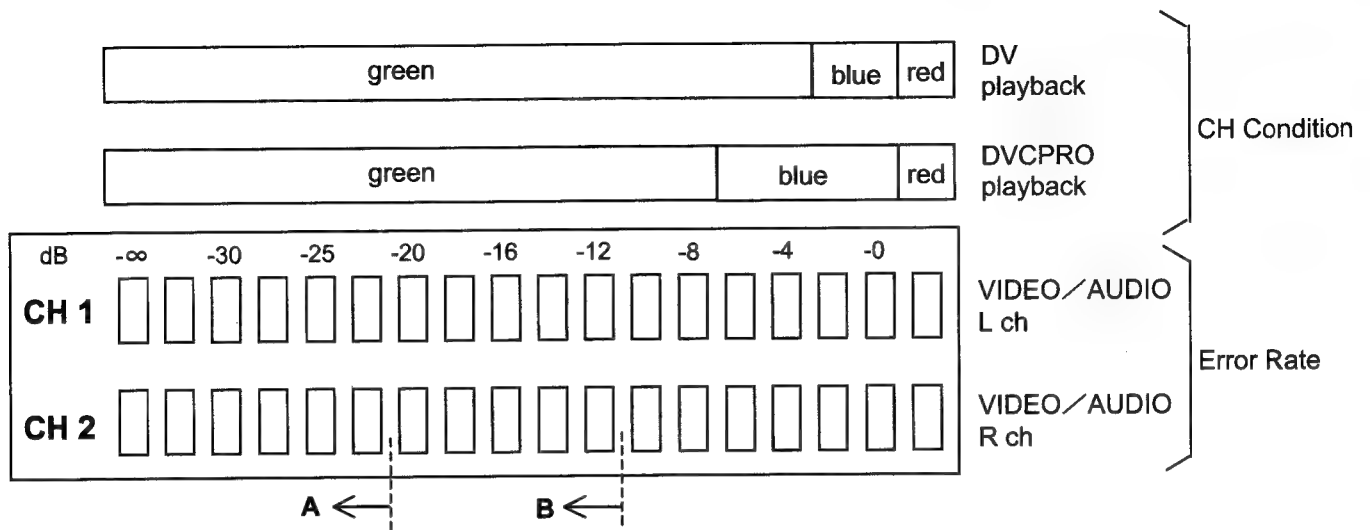 green blue red DV
playback
CH Condition
green blue red DVCPRO
playback
dB -∞ -30 -25 -20 -16 -12 -8 -4 -0
CH 1 VIDEO／AUDIO
L ch
Error Rate
CH 2 VIDEO／AUDIO
R ch
A B